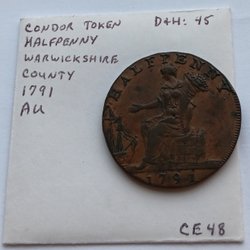 CONDOR TOKEN D&H: 45
HALFPENNY
WARWICKSHIRE
COUNTY
1791
AU
HALFPENNY
1791
CE48